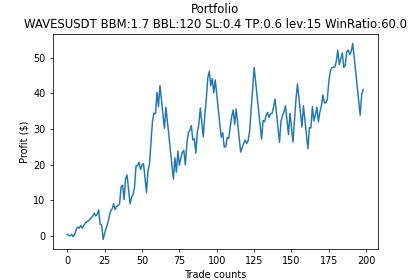 Portfolio
WAVESUSDT BBM:1.7 BBL:120 SL:0.4 TP:0.6 lev:15 WinRatio:60.0
Profit ($)
50
40
30
20
10
0
0 25 50 75 100 125 150 175 200
Trade counts